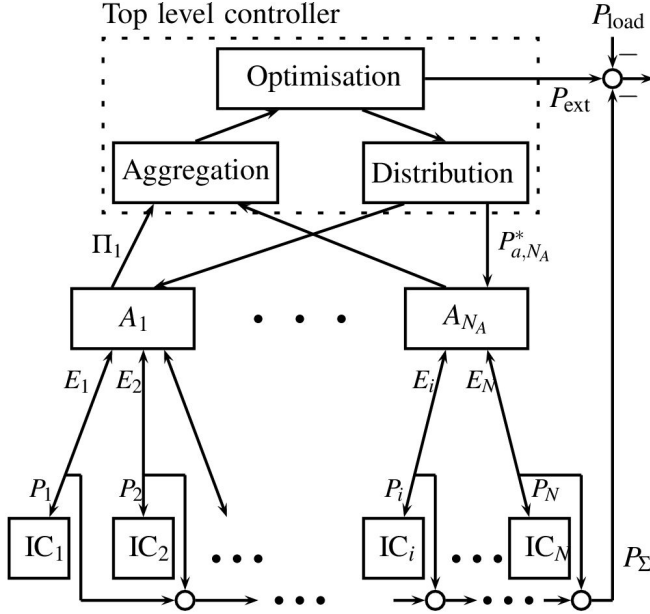 Top level controller
P_load
Optimisation
−
P_ext
−
Aggregation
Distribution
Π_1
P*_{a,N_A}
A_1
A_{N_A}
E_1
E_2
E_i
E_N
P_1
P_2
P_i
P_N
IC_1
IC_2
IC_i
IC_N
P_Σ